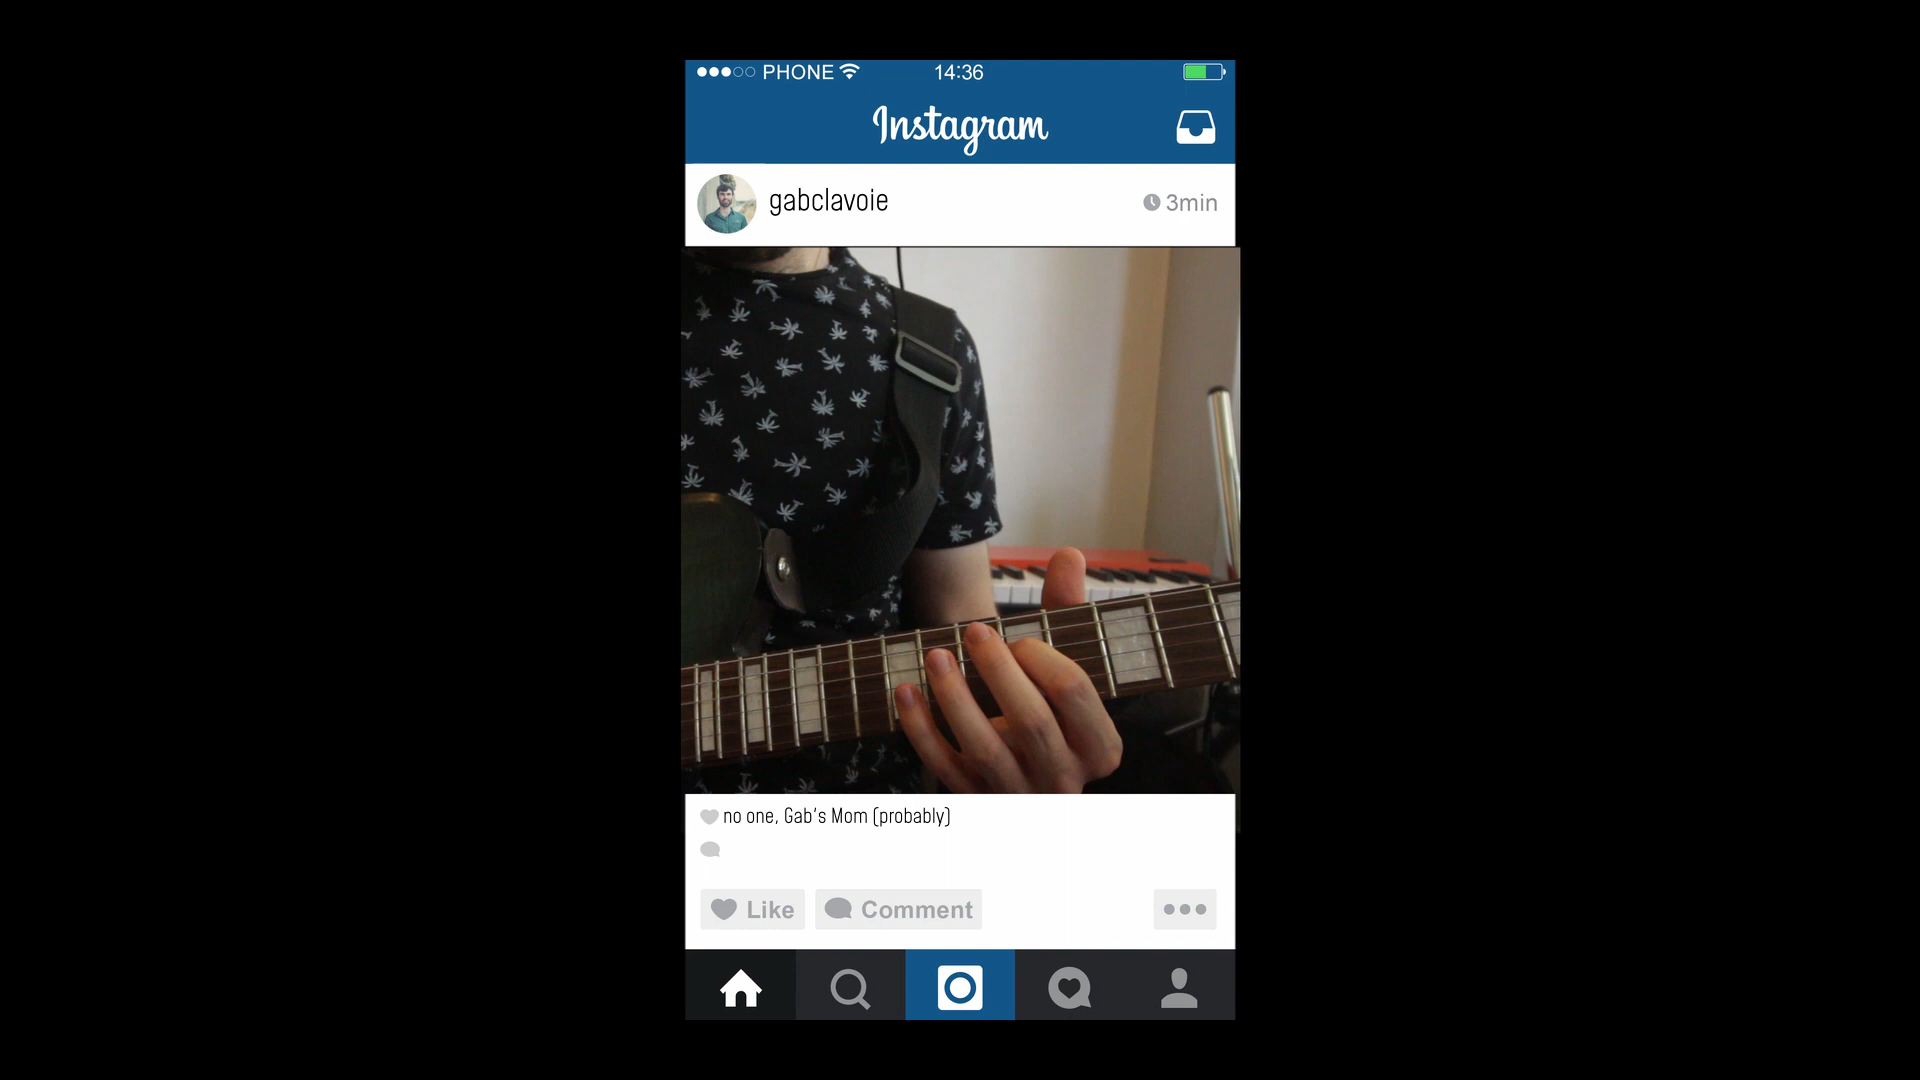 PHONE 14:36
Instagram
gabclavoie 3min
no one, Gab's Mom (probably)
Like Comment